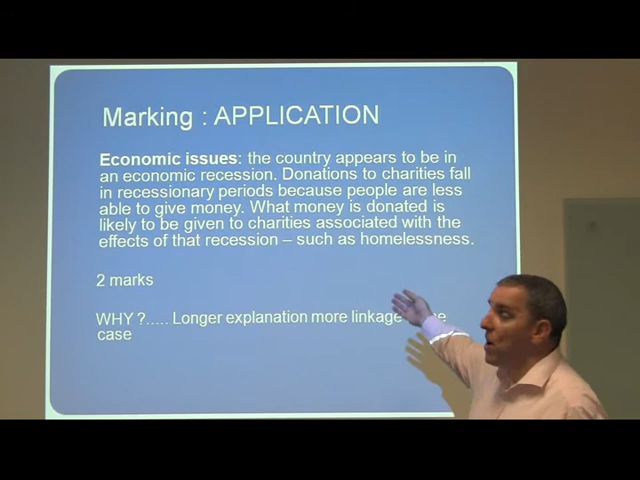 Marking : APPLICATION
Economic issues: the country appears to be in
an economic recession. Donations to charities fall
in recessionary periods because people are less
able to give money. What money is donated is
likely to be given to charities associated with the
effects of that recession – such as homelessness.
2 marks
WHY ?..... Longer explanation more linkage
case